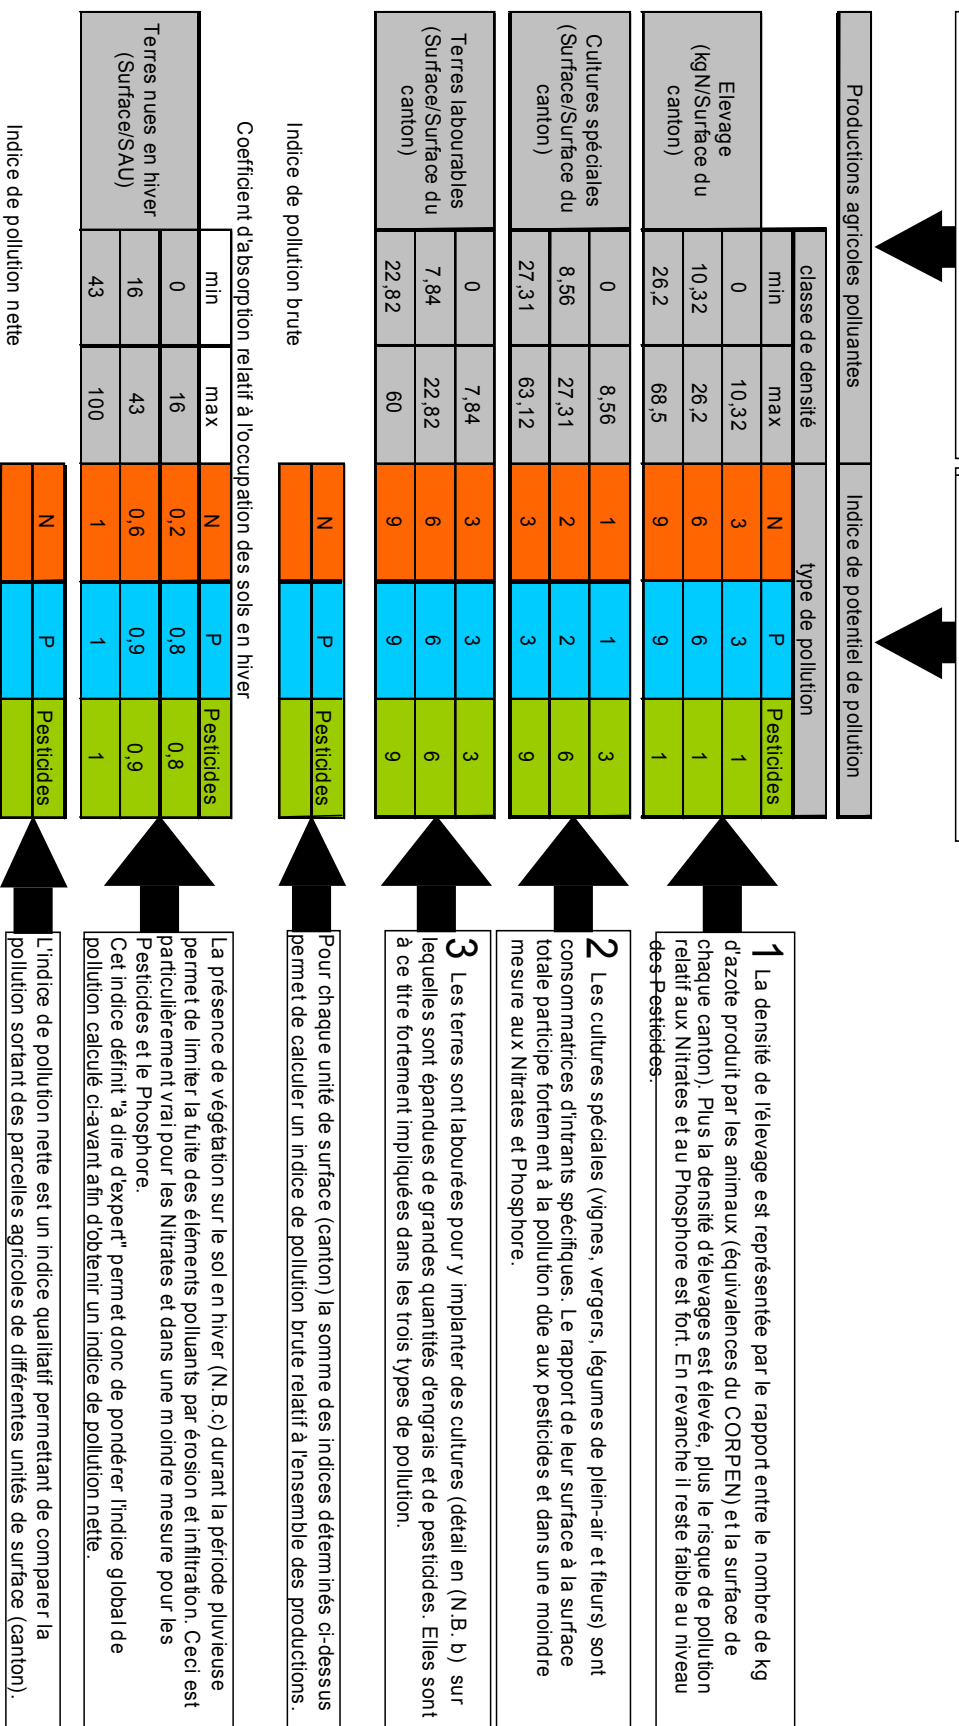 Productions agricoles polluantes
Indice de potentiel de pollution
classe de densité
type de pollution
min max N P Pesticides
Elevage
(kgN/Surface du
canton)
0 10,32 3 3 1
10,32 26,2 6 6 1
26,2 68,5 9 9 1
Cultures spéciales
(Surface/Surface du
canton)
0 8,56 1 1 3
8,56 27,31 2 2 6
27,31 63,12 3 3 9
Terres labourables
(Surface/Surface du
canton)
0 7,84 3 3 3
7,84 22,82 6 6 6
22,82 60 9 9 9
Indice de pollution brute
N P Pesticides
Coefficient d'absorption relatif à l'occupation des sols en hiver
min max N P Pesticides
Terres nues en hiver
(Surface/SAU)
0 16 0,2 0,8 0,8
16 43 0,6 0,9 0,9
43 100 1 1 1
Indice de pollution nette
N P Pesticides
1 La densité de l'élevage est représentée par le rapport entre le nombre de kg
d'azote produit par les animaux (équivalences du CORPEN) et la surface de
chaque canton). Plus la densité d'élevages est élevée, plus le risque de pollution
relatif aux Nitrates et au Phosphore est fort. En revanche il reste faible au niveau
des Pesticides.
2 Les cultures spéciales (vignes, vergers, légumes de plein-air et fleurs) sont
consommatrices d'intrants spécifiques. Le rapport de leur surface à la surface
totale participe fortement à la pollution dûe aux pesticides et dans une moindre
mesure aux Nitrates et Phosphore.
3 Les terres sont labourées pour y implanter des cultures (détail en (N.B. b) sur
lequelles sont épandues de grandes quantités d'engrais et de pesticides. Elles sont
à ce titre fortement impliquées dans les trois types de pollution.
Pour chaque unité de surface (canton) la somme des indices déterminés ci-dessus
permet de calculer un indice de pollution brute relatif à l'ensemble des productions.
La présence de végétation sur le sol en hiver (N.B.c) durant la période pluvieuse
permet de limiter la fuite des éléments polluants par érosion et infiltration. Ceci est
particulièrement vrai pour les Nitrates et dans une moindre mesure pour les
Pesticides et le Phosphore.
Cet indice définit "à dire d'expert" permet donc de pondérer l'indice global de
pollution calculé ci-avant afin d'obtenir un indice de pollution nette.
L'indice de pollution nette est un indice qualitatif permettant de comparer la
pollution sortant des parcelles agricoles de différentes unités de surface (canton).